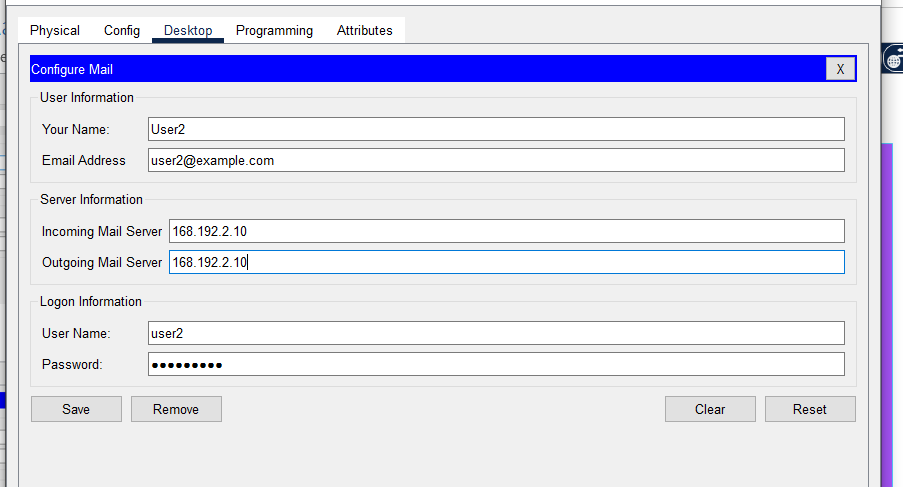 Physical Config Desktop Programming Attributes
Configure Mail X
User Information
Your Name: User2
Email Address user2@example.com
Server Information
Incoming Mail Server 168.192.2.10
Outgoing Mail Server 168.192.2.10
Logon Information
User Name: user2
Password: ●●●●●●●●●
Save Remove Clear Reset